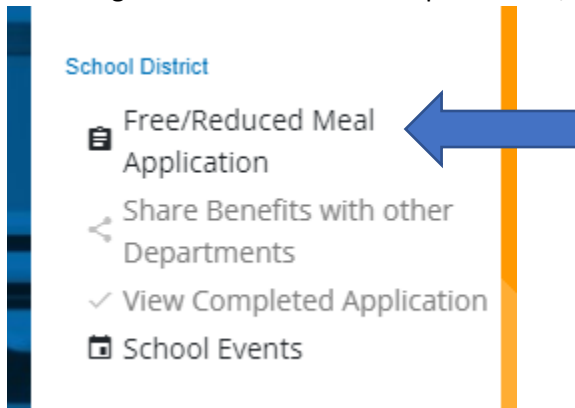 School District
Free/Reduced Meal
Application
Share Benefits with other
Departments
View Completed Application
School Events